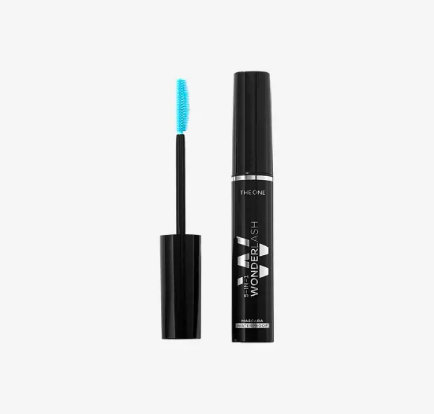 THE ONE
W
5-IN-1
WONDERLASH
MASCARA
WATERPROOF